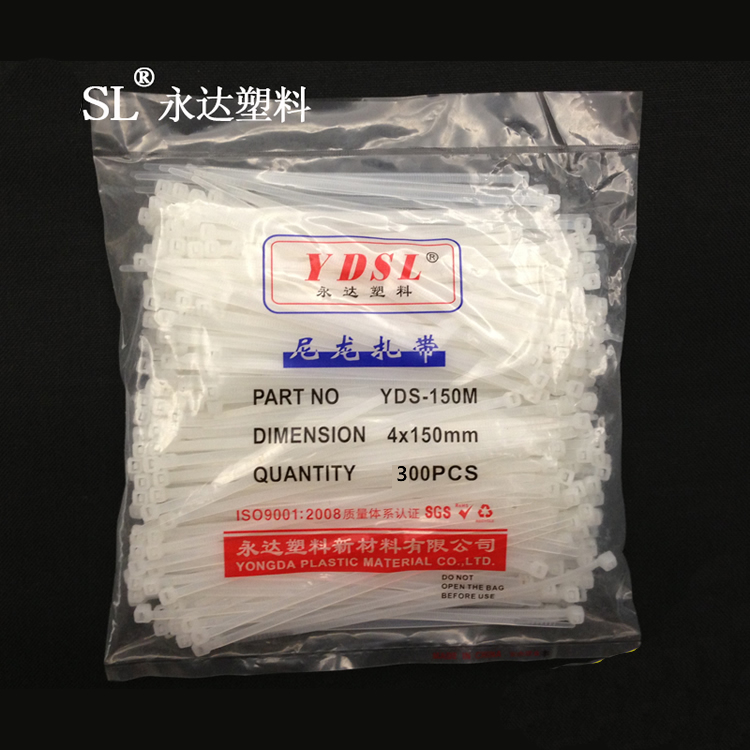 SL® 永达塑料
YDSL®
永达塑料
尼龙扎带
PART NO YDS-150M
DIMENSION 4x150mm
QUANTITY 300PCS
ISO9001:2008质量体系认证 SGS
永达塑料新材料有限公司
YONGDA PLASTIC MATERIAL CO.,LTD.
DO NOT
OPEN THE BAG
BEFORE USE